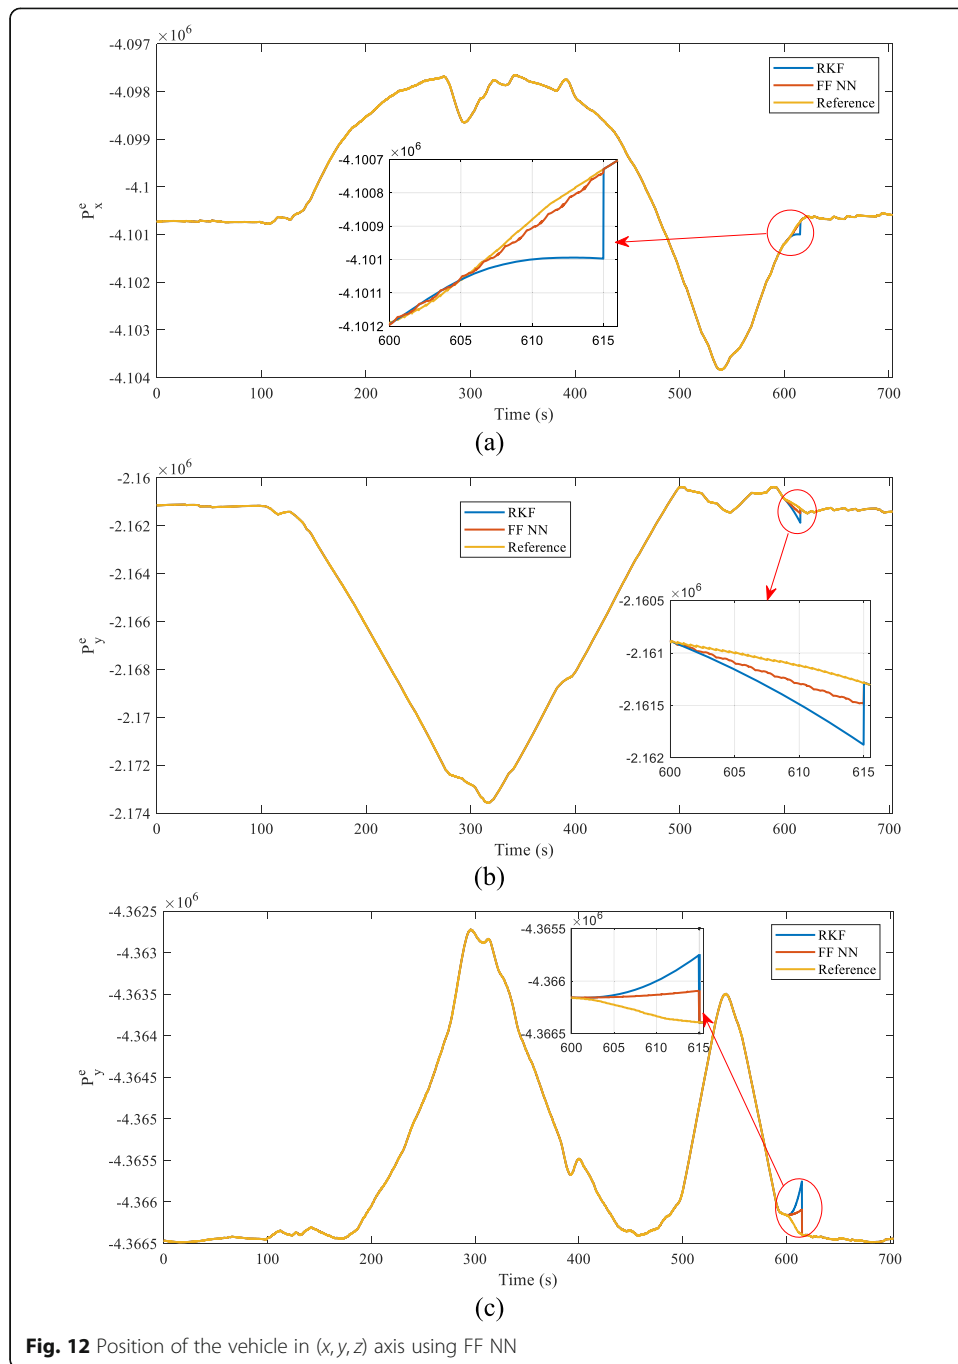 ×10⁶
-4.097
-4.098
-4.099
-4.1
-4.101
-4.102
-4.103
-4.104
Pₓᵉ
RKF
FF NN
Reference
×10⁶
-4.1007
-4.1008
-4.1009
-4.101
-4.1011
-4.1012
600 605 610 615
0 100 200 300 400 500 600 700
Time (s)
(a)
×10⁶
-2.16
-2.162
-2.164
-2.166
-2.168
-2.17
-2.172
-2.174
P_y^e
RKF
FF NN
Reference
×10⁶
-2.1605
-2.161
-2.1615
-2.162
600 605 610 615
0 100 200 300 400 500 600 700
Time (s)
(b)
×10⁶
-4.3625
-4.363
-4.3635
-4.364
-4.3645
-4.365
-4.3655
-4.366
-4.3665
P_y^e
×10⁶
-4.3655
-4.366
-4.3665
600 605 610 615
RKF
FF NN
Reference
0 100 200 300 400 500 600 700
Time (s)
(c)
Fig. 12 Position of the vehicle in (x, y, z) axis using FF NN